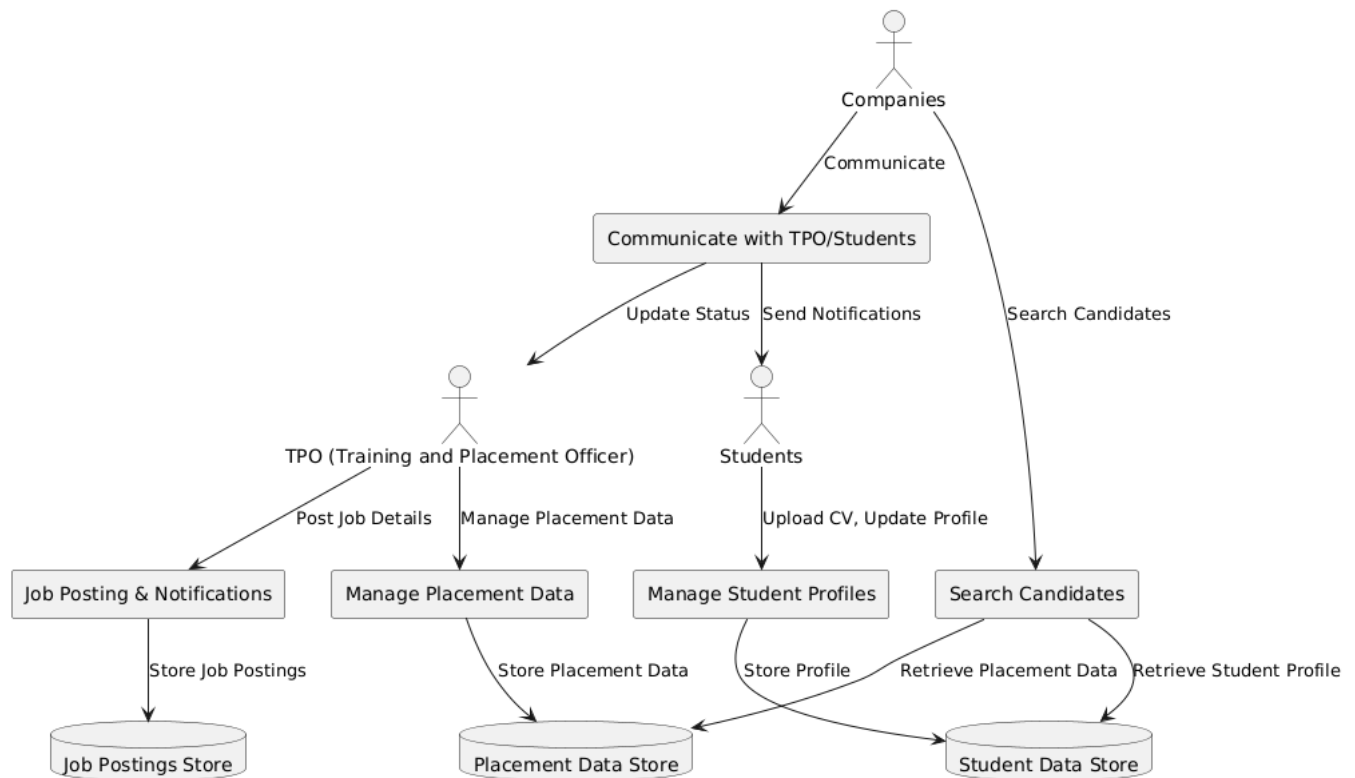 Companies
Communicate
Communicate with TPO/Students
Update Status
Send Notifications
Search Candidates
TPO (Training and Placement Officer)
Students
Post Job Details
Manage Placement Data
Upload CV, Update Profile
Job Posting & Notifications
Manage Placement Data
Manage Student Profiles
Search Candidates
Store Job Postings
Store Placement Data
Store Profile
Retrieve Placement Data
Retrieve Student Profile
Job Postings Store
Placement Data Store
Student Data Store